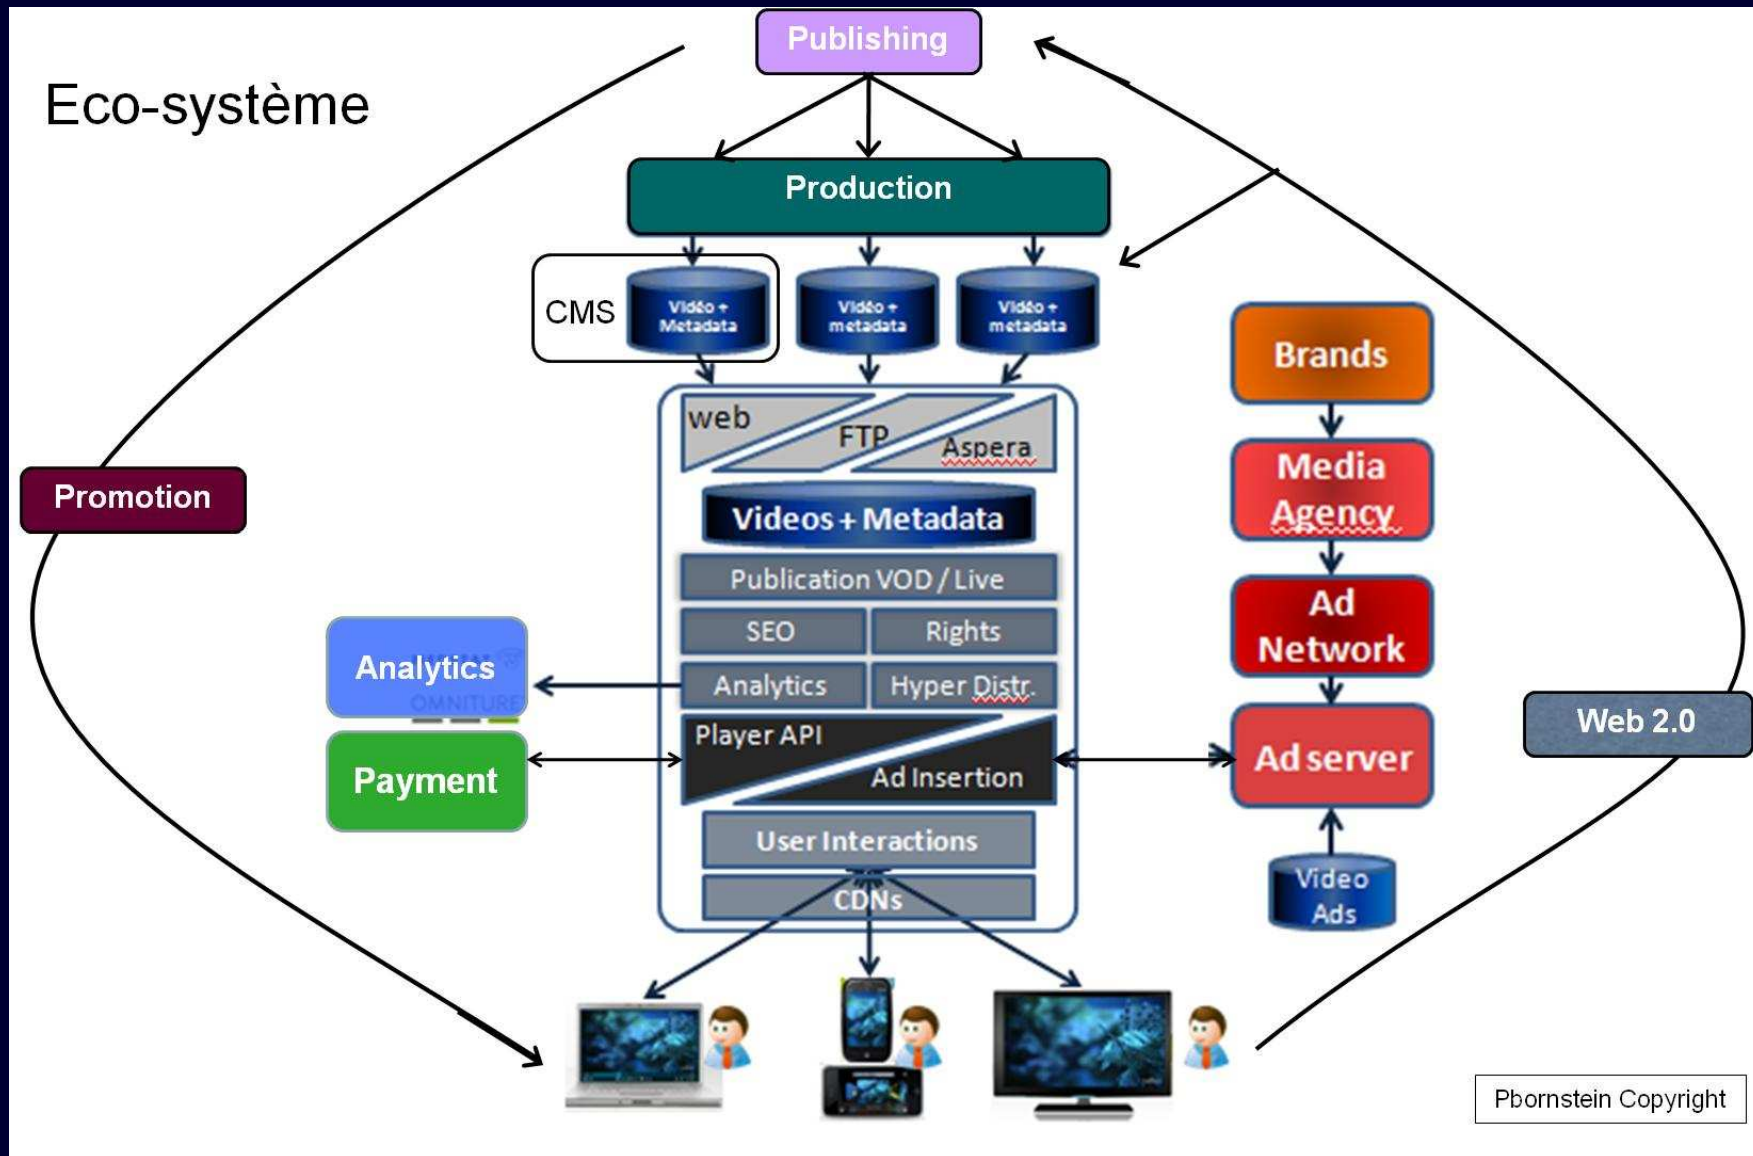 Publishing
Eco-système
Production
CMS
Vidéo +
Metadata
Vidéo +
metadata
Vidéo +
metadata
Brands
web
FTP
Aspera
Media
Agency
Promotion
Videos + Metadata
Publication VOD / Live
Ad
Network
SEO
Rights
Analytics
OMNITURE
Analytics
Hyper Distr.
Web 2.0
Player API
Ad Insertion
Ad server
Payment
User Interactions
CDNs
Video
Ads
Pbornstein Copyright